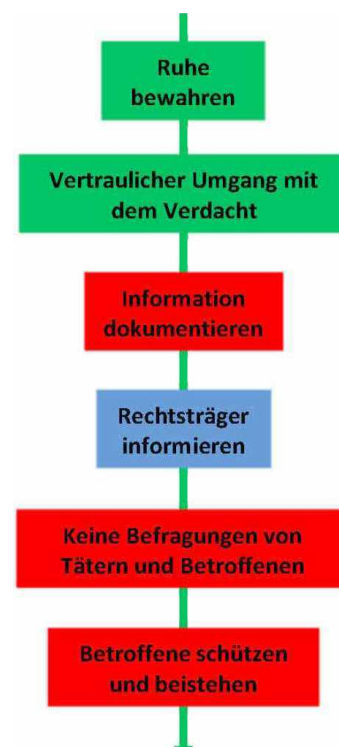 Ruhe
bewahren
Vertraulicher Umgang mit
dem Verdacht
Information
dokumentieren
Rechtsträger
informieren
Keine Befragungen von
Tätern und Betroffenen
Betroffene schützen
und beistehen